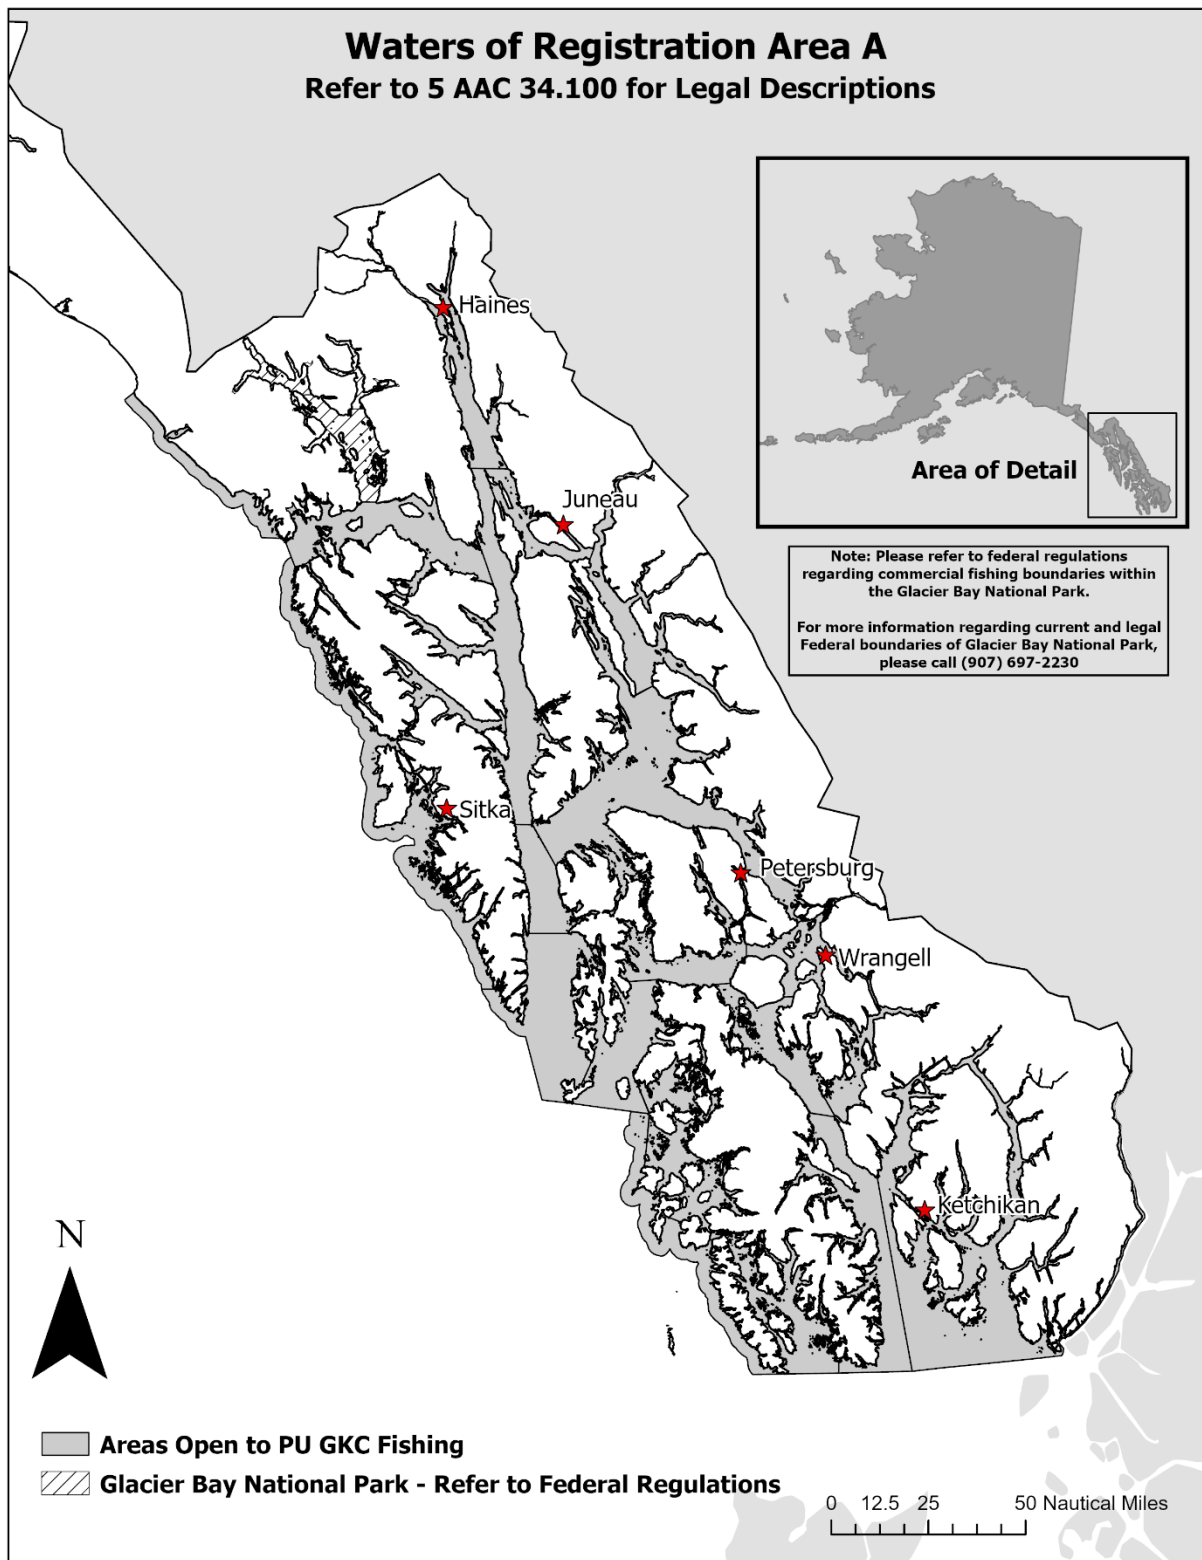 Waters of Registration Area A
Refer to 5 AAC 34.100 for Legal Descriptions
Haines
Juneau
Area of Detail
Note: Please refer to federal regulations
regarding commercial fishing boundaries within
the Glacier Bay National Park.
For more information regarding current and legal
Federal boundaries of Glacier Bay National Park,
please call (907) 697-2230
Sitka
Petersburg
Wrangell
Ketchikan
N
Areas Open to PU GKC Fishing
Glacier Bay National Park - Refer to Federal Regulations
0 12.5 25 50 Nautical Miles